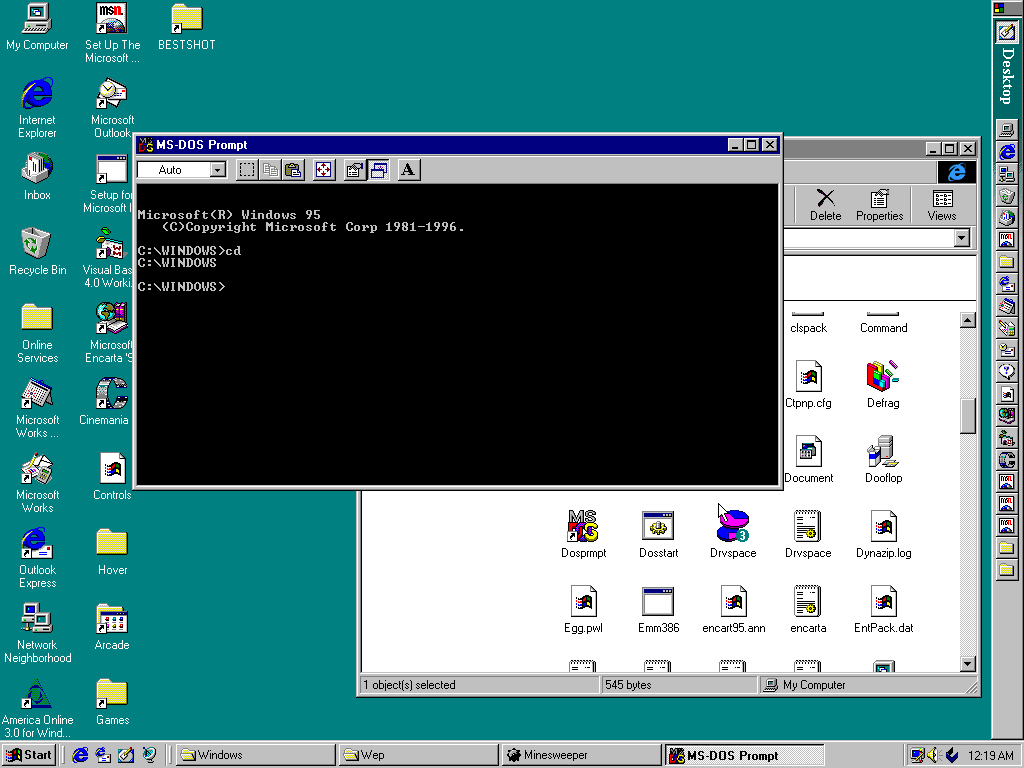 My Computer
Set Up The
Microsoft ...
BESTSHOT
Internet
Explorer
Microsoft
Outlook
Inbox
Setup for
Microsoft I
Recycle Bin
Visual Bas
4.0 Worki.
Online
Services
Microsoft
Encarta '9
Microsoft
Works ...
Cinemania
Microsoft
Works
Controls
Outlook
Express
Hover
Network
Neighborhood
Arcade
America Online
3.0 for Wind...
Games
MS-DOS Prompt
Auto
A
Microsoft(R) Windows 95
(C)Copyright Microsoft Corp 1981-1996.
C:\WINDOWS>cd
C:\WINDOWS
C:\WINDOWS>
Delete
Properties
Views
clspack
Command
Ctpnp.cfg
Defrag
Document
Dooflop
Dosprmpt
Dosstart
Drvspace
Drvspace
Dynazip.log
Egg.pwl
Emm386
encart95.ann
encarta
EntPack.dat
1 object(s) selected
545 bytes
My Computer
Desktop
Start
Windows
Wep
Minesweeper
MS-DOS Prompt
12:19 AM